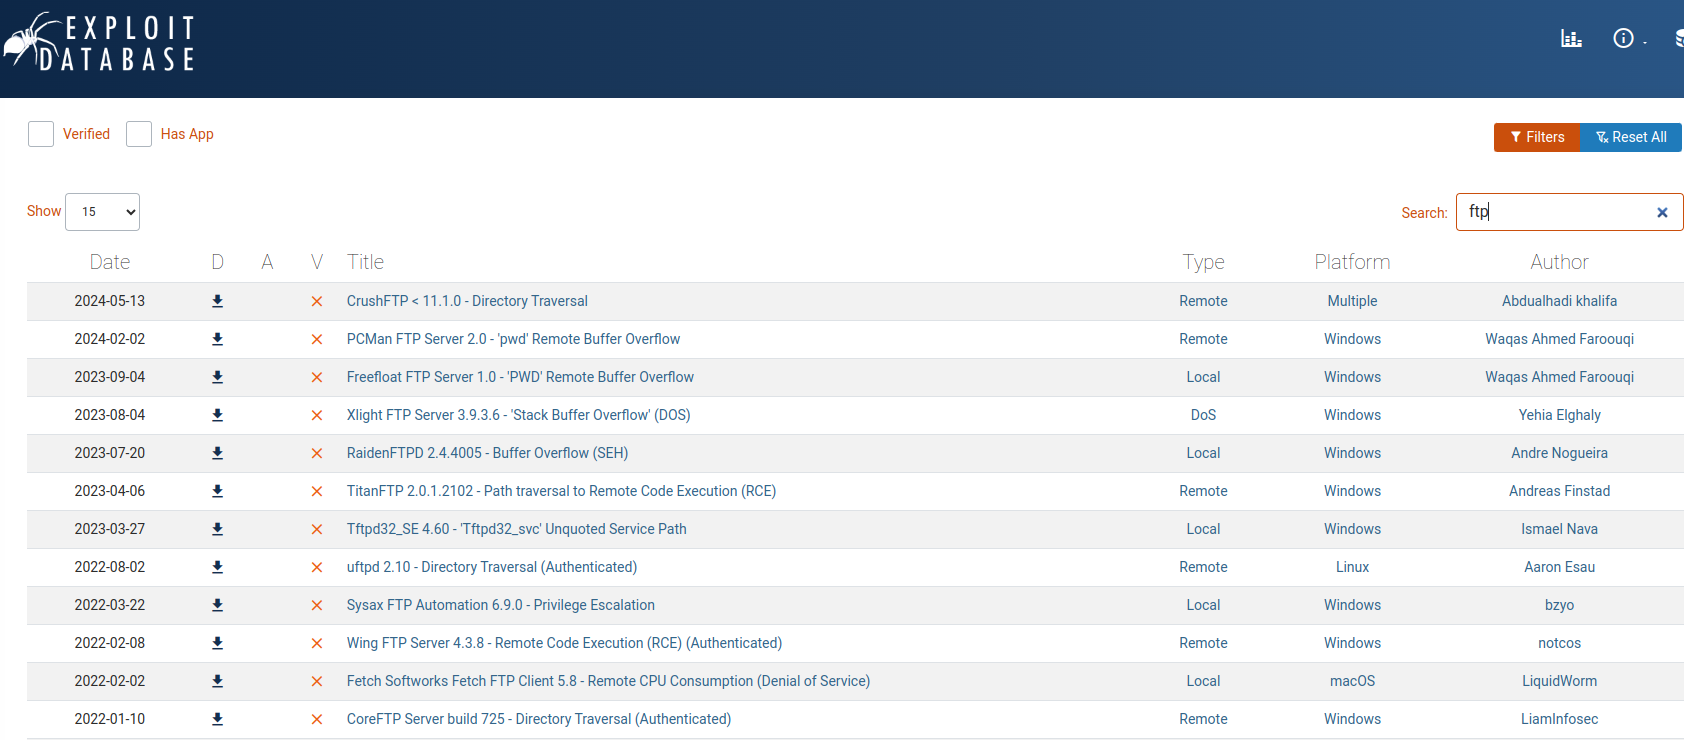 EXPLOIT
DATABASE
Verified Has App
Filters Reset All
Show 15
Search: ftp
Date D A V Title Type Platform Author
2024-05-13 CrushFTP < 11.1.0 - Directory Traversal Remote Multiple Abdualhadi khalifa
2024-02-02 PCMan FTP Server 2.0 - 'pwd' Remote Buffer Overflow Remote Windows Waqas Ahmed Faroouqi
2023-09-04 Freefloat FTP Server 1.0 - 'PWD' Remote Buffer Overflow Local Windows Waqas Ahmed Faroouqi
2023-08-04 Xlight FTP Server 3.9.3.6 - 'Stack Buffer Overflow' (DOS) DoS Windows Yehia Elghaly
2023-07-20 RaidenFTPD 2.4.4005 - Buffer Overflow (SEH) Local Windows Andre Nogueira
2023-04-06 TitanFTP 2.0.1.2102 - Path traversal to Remote Code Execution (RCE) Remote Windows Andreas Finstad
2023-03-27 Tftpd32_SE 4.60 - 'Tftpd32_svc' Unquoted Service Path Local Windows Ismael Nava
2022-08-02 uftpd 2.10 - Directory Traversal (Authenticated) Remote Linux Aaron Esau
2022-03-22 Sysax FTP Automation 6.9.0 - Privilege Escalation Local Windows bzyo
2022-02-08 Wing FTP Server 4.3.8 - Remote Code Execution (RCE) (Authenticated) Remote Windows notcos
2022-02-02 Fetch Softworks Fetch FTP Client 5.8 - Remote CPU Consumption (Denial of Service) Local macOS LiquidWorm
2022-01-10 CoreFTP Server build 725 - Directory Traversal (Authenticated) Remote Windows LiamInfosec